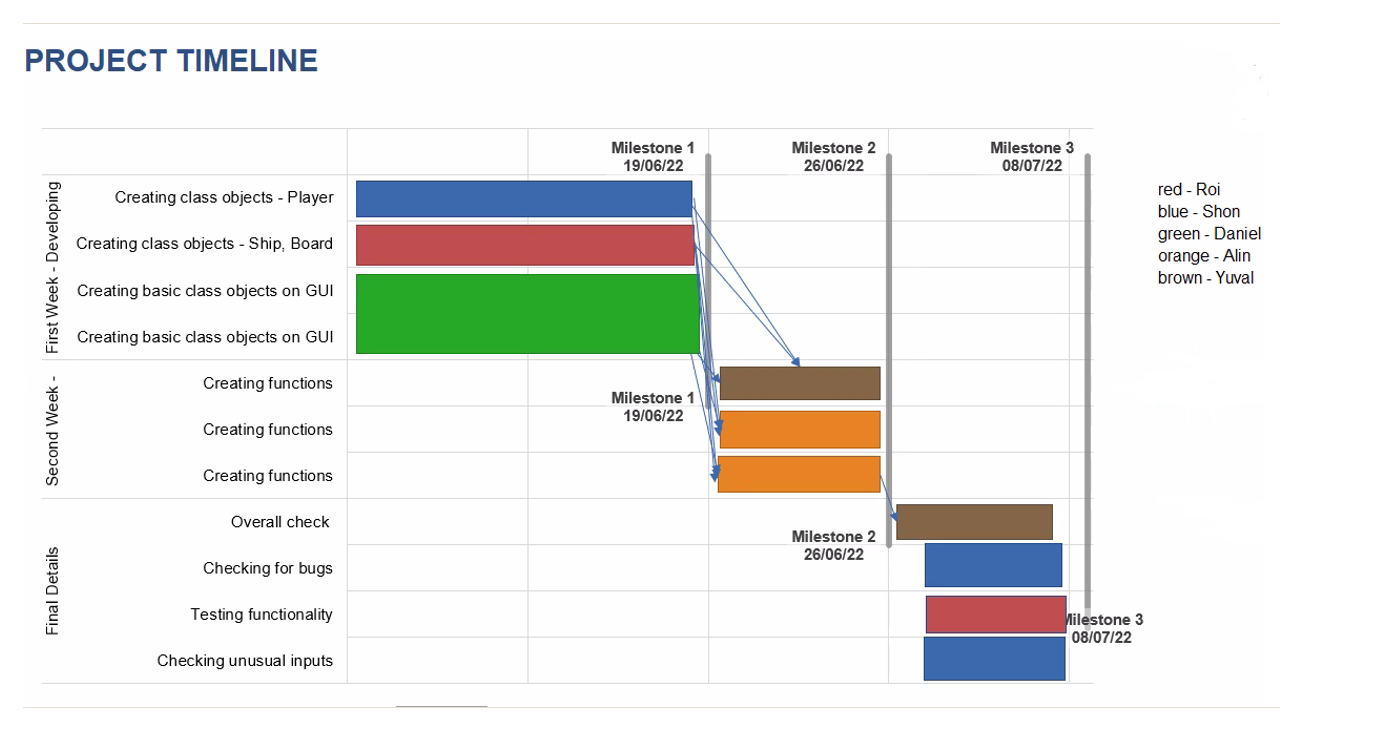 PROJECT TIMELINE
Milestone 1
19/06/22
Milestone 2
26/06/22
Milestone 3
08/07/22
First Week - Developing
Creating class objects - Player
Creating class objects - Ship, Board
Creating basic class objects on GUI
Creating basic class objects on GUI
Second Week -
Creating functions
Creating functions
Creating functions
Milestone 1
19/06/22
Final Details
Overall check
Checking for bugs
Testing functionality
Checking unusual inputs
Milestone 2
26/06/22
Milestone 3
08/07/22
red - Roi
blue - Shon
green - Daniel
orange - Alin
brown - Yuval